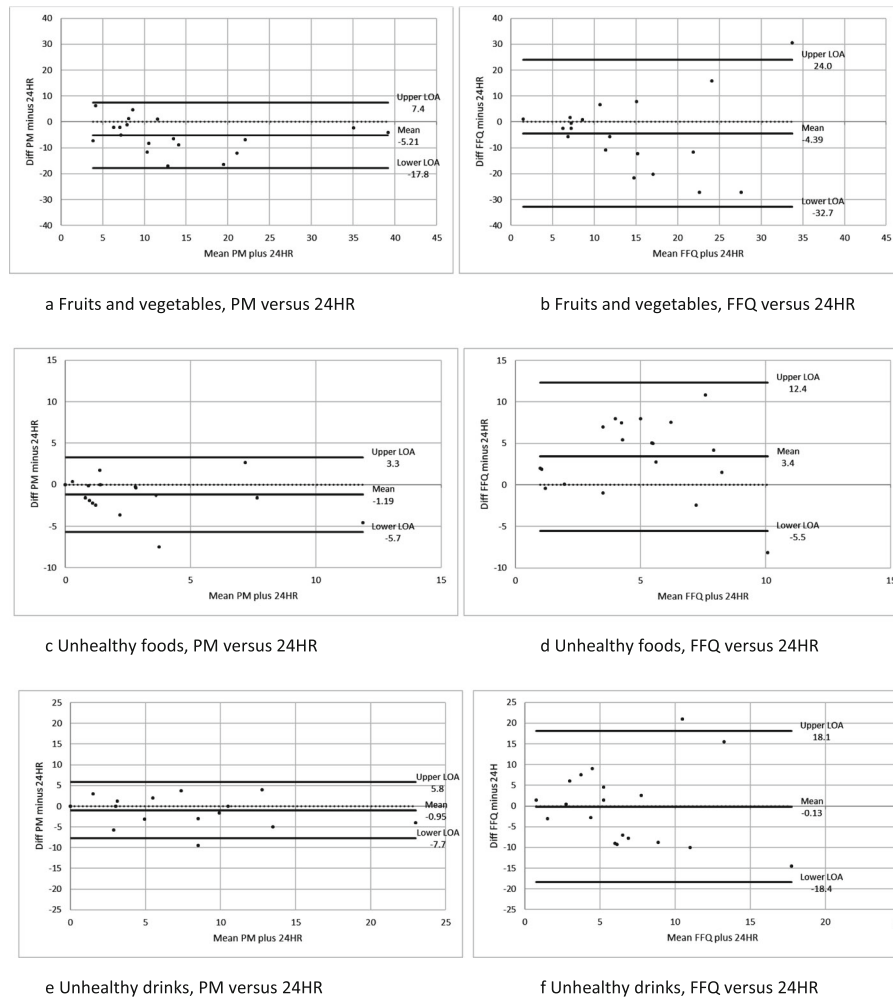 40
30
20
10
0
-10
-20
-30
-40
Diff PM minus 24HR
Upper LOA
7.4
Mean
-5.21
Lower LOA
-17.8
0 5 10 15 20 25 30 35 40 45
Mean PM plus 24HR
40
30
20
10
0
-10
-20
-30
-40
Diff FFQ minus 24HR
Upper LOA
24.0
Mean
-4.39
Lower LOA
-32.7
0 5 10 15 20 25 30 35 40 45
Mean FFQ plus 24HR
a Fruits and vegetables, PM versus 24HR
b Fruits and vegetables, FFQ versus 24HR
15
10
5
0
-5
-10
Diff PM minus 24HR
Upper LOA
3.3
Mean
-1.19
Lower LOA
-5.7
0 5 10 15
Mean PM plus 24HR
15
10
5
0
-5
-10
Diff FFQ minus 24HR
Upper LOA
12.4
Mean
3.4
Lower LOA
-5.5
0 5 10 15
Mean FFQ plus 24HR
c Unhealthy foods, PM versus 24HR
d Unhealthy foods, FFQ versus 24HR
25
20
15
10
5
0
-5
-10
-15
-20
-25
Diff PM minus 24HR
Upper LOA
5.8
Mean
-0.95
Lower LOA
-7.7
0 5 10 15 20 25
Mean PM plus 24HR
25
20
15
10
5
0
-5
-10
-15
-20
-25
Diff FFQ minus 24H
Upper LOA
18.1
Mean
-0.13
Lower LOA
-18.4
0 5 10 15 20
Mean FFQ plus 24HR
e Unhealthy drinks, PM versus 24HR
f Unhealthy drinks, FFQ versus 24HR